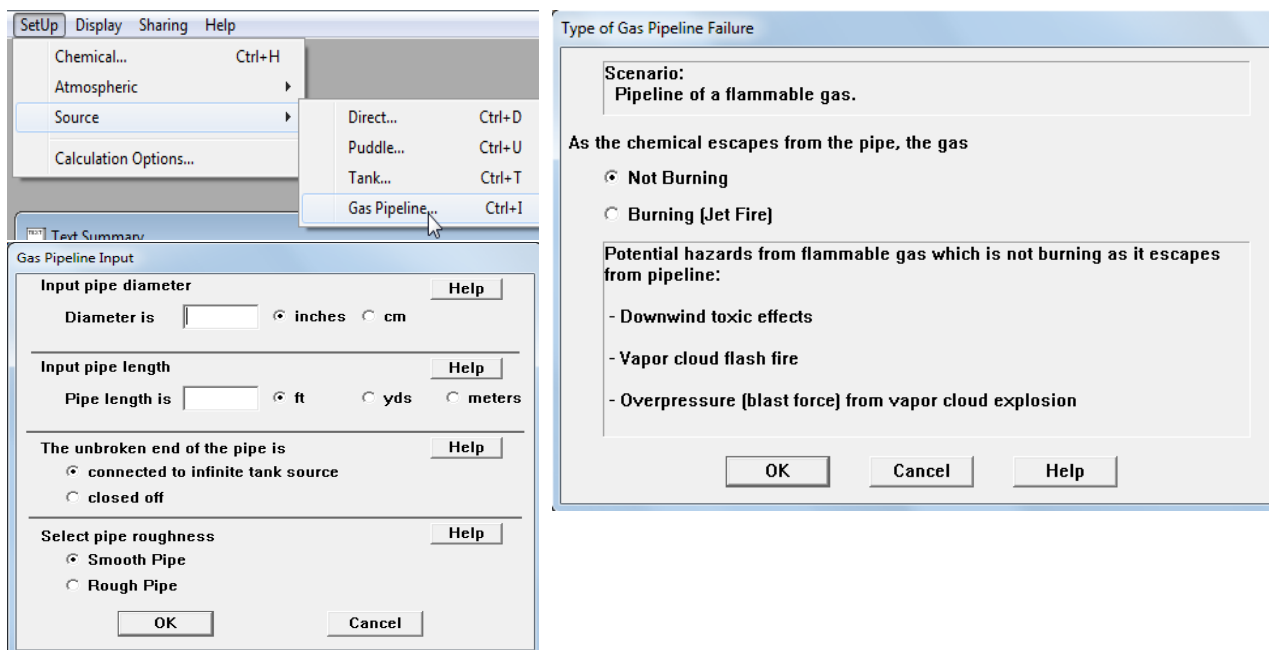 SetUp Display Sharing Help
Chemical... Ctrl+H
Atmospheric
Source
Calculation Options...
Direct... Ctrl+D
Puddle... Ctrl+U
Tank... Ctrl+T
Gas Pipeline... Ctrl+I
Text Summary
Gas Pipeline Input
Input pipe diameter Help
Diameter is inches cm
Input pipe length Help
Pipe length is ft yds meters
The unbroken end of the pipe is Help
connected to infinite tank source
closed off
Select pipe roughness Help
Smooth Pipe
Rough Pipe
OK Cancel
Type of Gas Pipeline Failure
Scenario:
Pipeline of a flammable gas.
As the chemical escapes from the pipe, the gas
Not Burning
Burning (Jet Fire)
Potential hazards from flammable gas which is not burning as it escapes
from pipeline:
- Downwind toxic effects
- Vapor cloud flash fire
- Overpressure (blast force) from vapor cloud explosion
OK Cancel Help